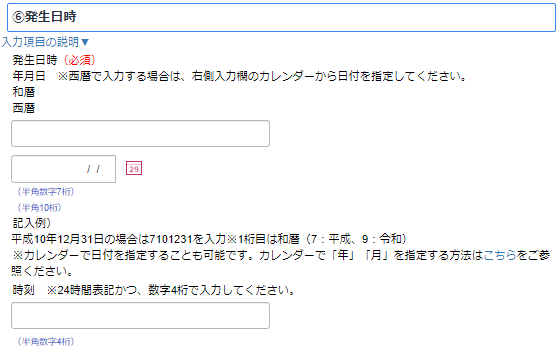 ⑥発生日時
入力項目の説明▼
発生日時（必須）
年月日　※西暦で入力する場合は、右側入力欄のカレンダーから日付を指定してください。
和暦
西暦
/ /
29
（半角数字7桁）
（半角10桁）
記入例）
平成10年12月31日の場合は7101231を入力※1桁目は和暦（7：平成、9：令和）
※カレンダーで日付を指定することも可能です。カレンダーで「年」「月」を指定する方法はこちらをご参
照ください。
時刻　※24時間表記かつ、数字4桁で入力してください。
（半角数字4桁）